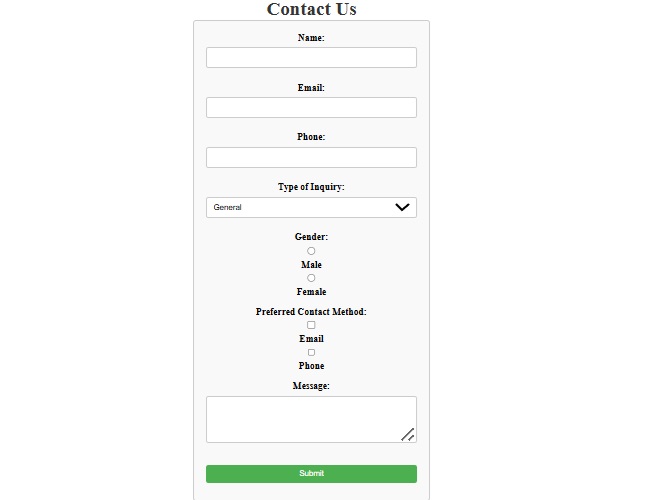 Contact Us
Name:
Email:
Phone:
Type of Inquiry:
General
Gender:
Male
Female
Preferred Contact Method:
Email
Phone
Message:
Submit